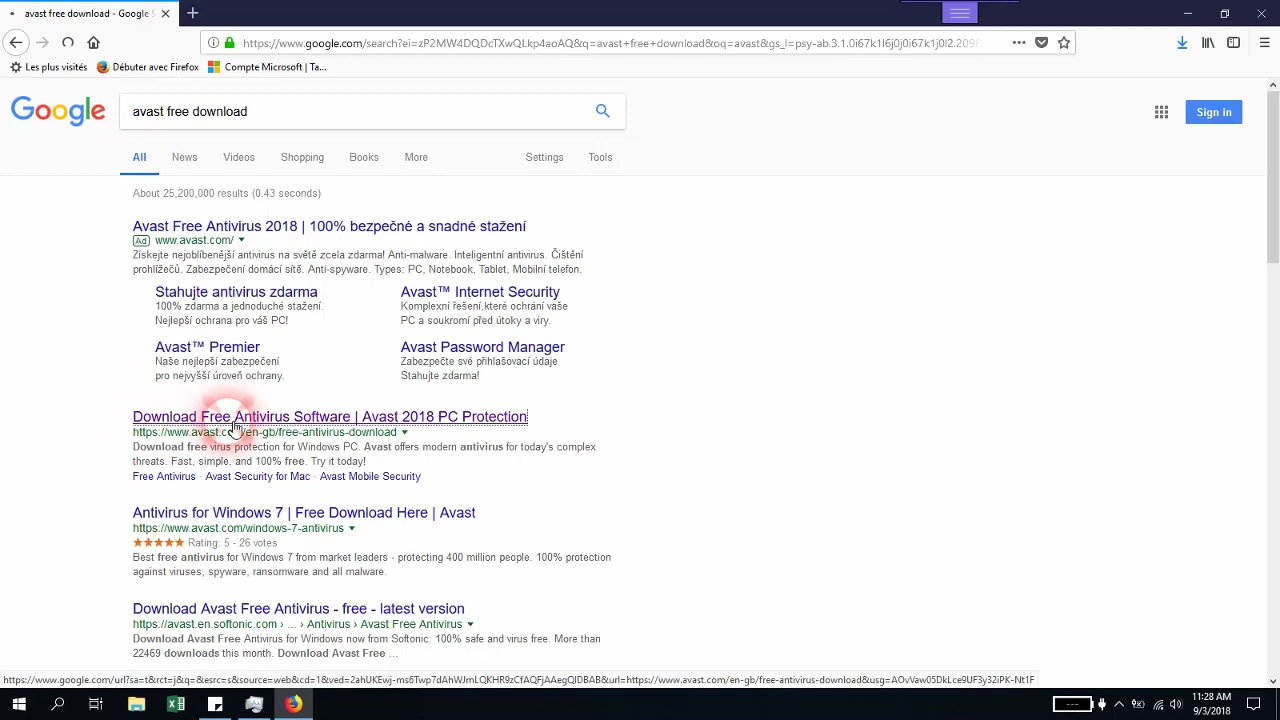 avast free download - Google S
https://www.google.com/search?ei=zP2MW4DQDcTxwQLkp4aoAQ&q=avast+free+download&oq=avast&gs_l=psy-ab.3.1.0i67k1l6j0j0i67k1j0l2.2098
Les plus visités Débuter avec Firefox Compte Microsoft | Ta...
Google avast free download
Sign in
All News Videos Shopping Books More Settings Tools
About 25,200,000 results (0.43 seconds)
Avast Free Antivirus 2018 | 100% bezpečné a snadné stažení
Ad www.avast.com/
Získejte nejoblíbenější antivirus na světě zcela zdarma! Anti-malware. Inteligentní antivirus. Čištění
prohlížečů. Zabezpečení domácí sítě. Anti-spyware. Types: PC, Notebook, Tablet, Mobilní telefon.
Stahujte antivirus zdarma Avast™ Internet Security
100% zdarma a jednoduché stažení. Komplexní řešení,které ochrání vaše
Nejlepší ochrana pro váš PC! PC a soukromí před útoky a viry.
Avast™ Premier Avast Password Manager
Naše nejlepší zabezpečení Zabezpečte své přihlašovací údaje
pro nejvyšší úroveň ochrany. Stahujte zdarma!
Download Free Antivirus Software | Avast 2018 PC Protection
https://www.avast.com/en-gb/free-antivirus-download
Download free virus protection for Windows PC. Avast offers modern antivirus for today's complex
threats. Fast, simple, and 100% free. Try it today!
Free Antivirus · Avast Security for Mac · Avast Mobile Security
Antivirus for Windows 7 | Free Download Here | Avast
https://www.avast.com/windows-7-antivirus
Rating: 5 - 26 votes
Best free antivirus for Windows 7 from market leaders - protecting 400 million people. 100% protection
against viruses, spyware, ransomware and all malware.
Download Avast Free Antivirus - free - latest version
https://avast.en.softonic.com › ... › Antivirus › Avast Free Antivirus
Download Avast Free Antivirus for Windows now from Softonic: 100% safe and virus free. More than
22469 downloads this month. Download Avast Free ...
11:28 AM
9/3/2018